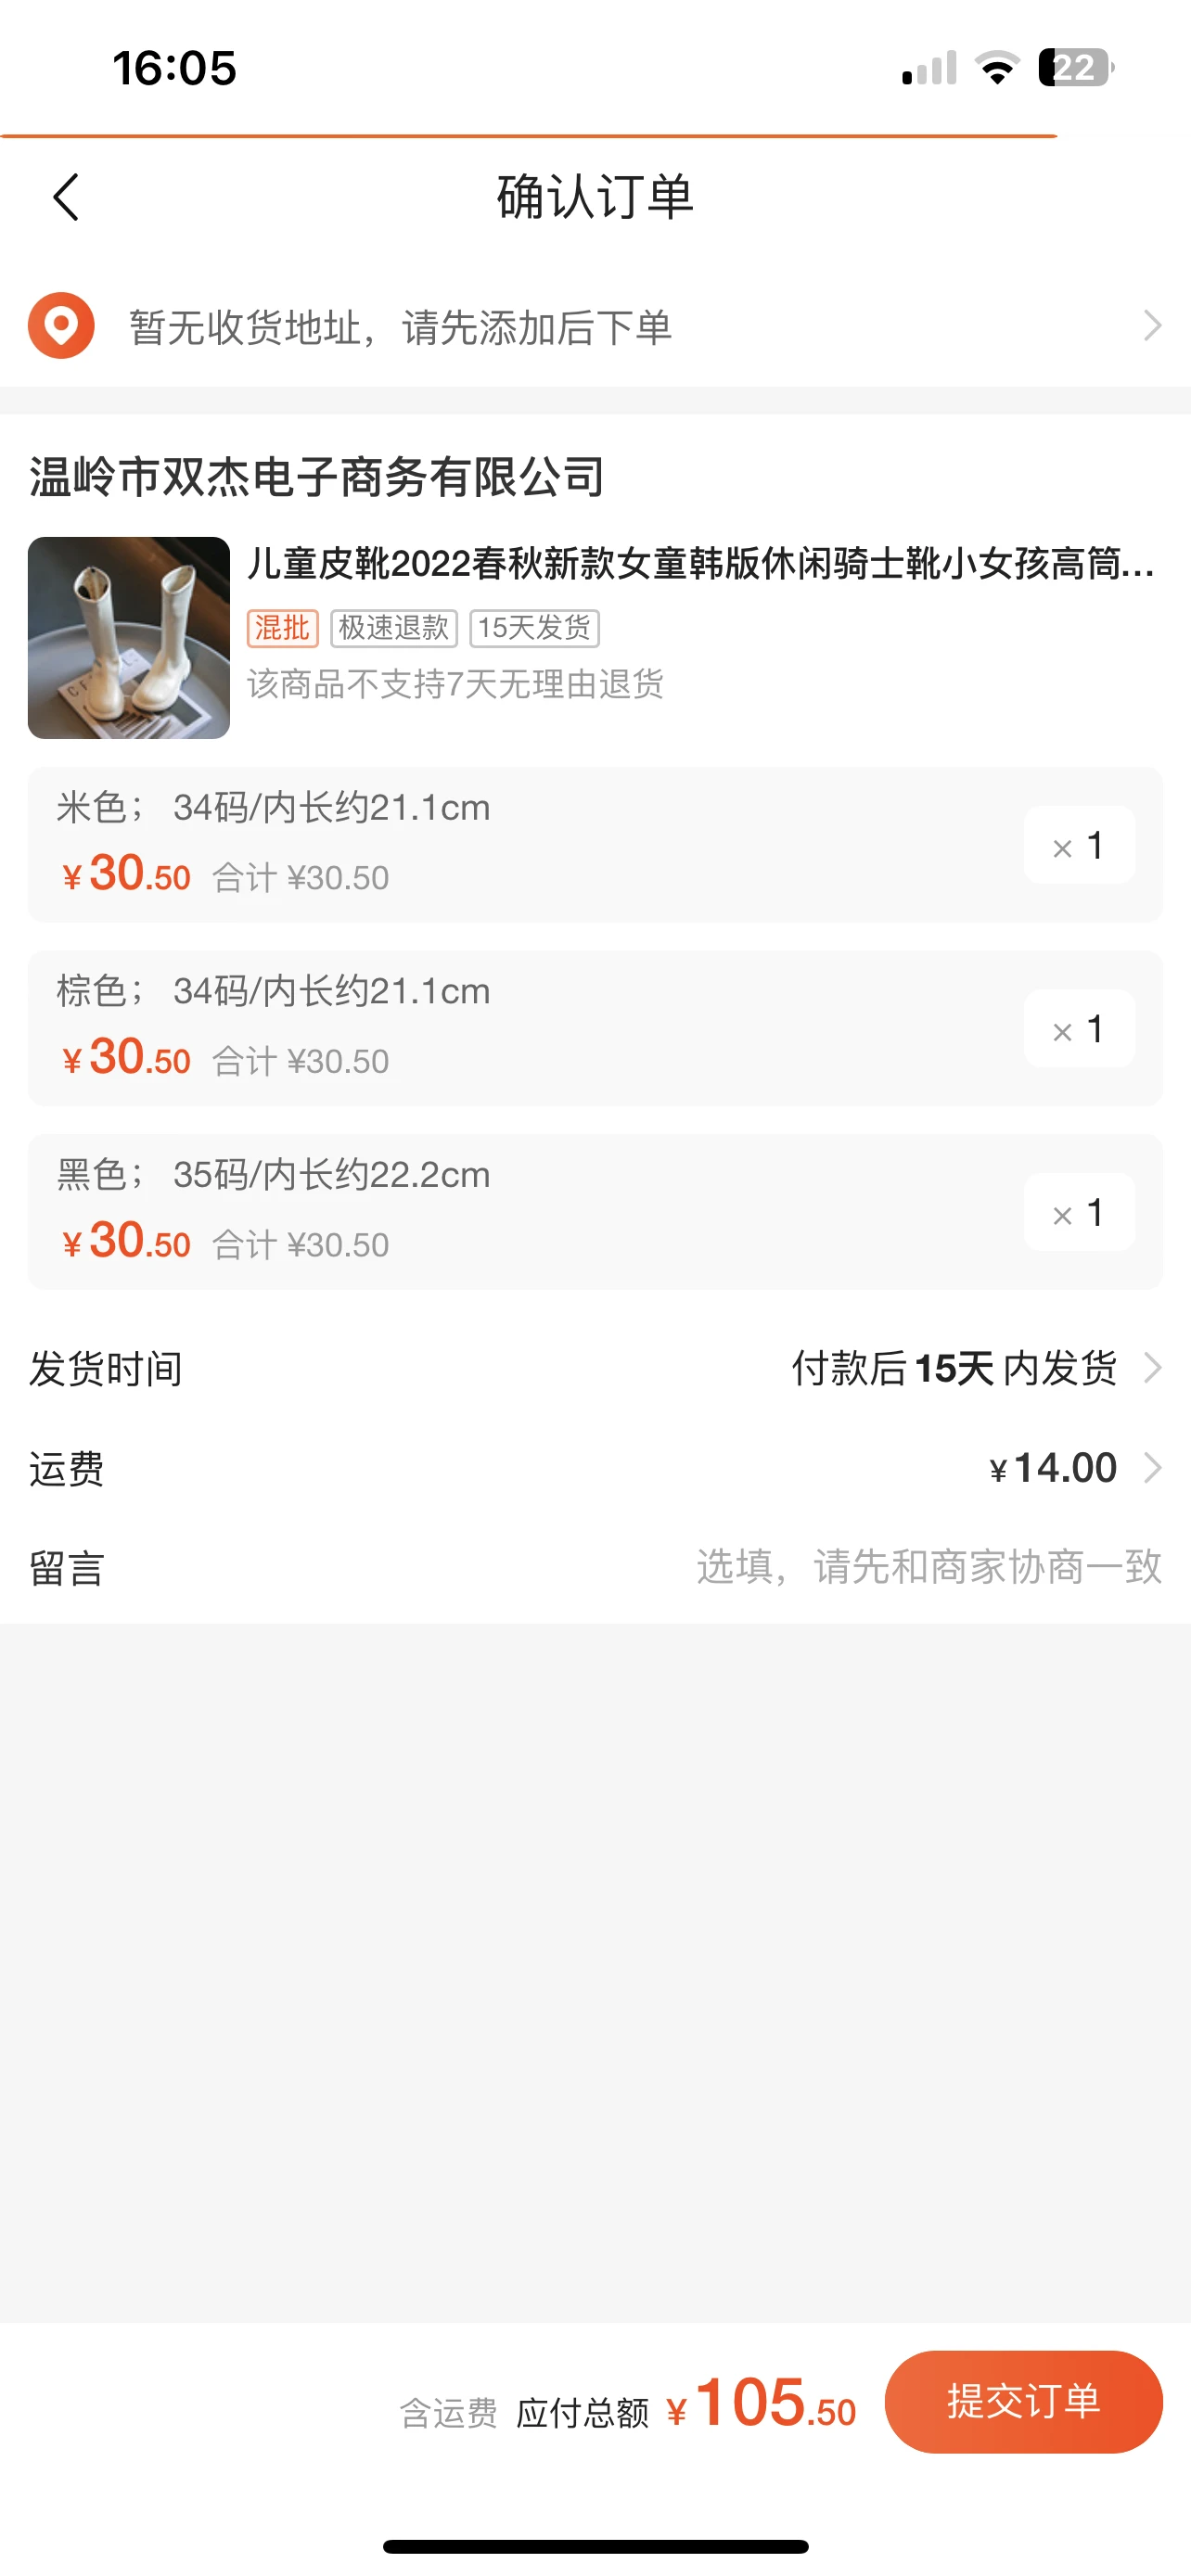 16:05
22
确认订单
暂无收货地址，请先添加后下单
温岭市双杰电子商务有限公司
儿童皮靴2022春秋新款女童韩版休闲骑士靴小女孩高筒...
混批 极速退款 15天发货
该商品不支持7天无理由退货
米色； 34码/内长约21.1cm
¥30.50 合计 ¥30.50
× 1
棕色； 34码/内长约21.1cm
¥30.50 合计 ¥30.50
× 1
黑色； 35码/内长约22.2cm
¥30.50 合计 ¥30.50
× 1
发货时间 付款后15天内发货
运费 ¥14.00
留言 选填，请先和商家协商一致
含运费 应付总额 ¥105.50 提交订单